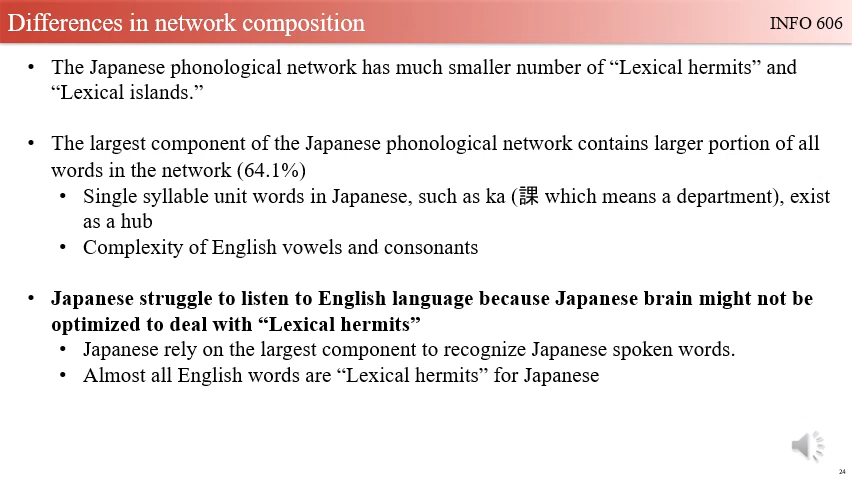 Differences in network composition
INFO 606
• The Japanese phonological network has much smaller number of “Lexical hermits” and
“Lexical islands.”
• The largest component of the Japanese phonological network contains larger portion of all
words in the network (64.1%)
• Single syllable unit words in Japanese, such as ka (課 which means a department), exist
as a hub
• Complexity of English vowels and consonants
• Japanese struggle to listen to English language because Japanese brain might not be
optimized to deal with “Lexical hermits”
• Japanese rely on the largest component to recognize Japanese spoken words.
• Almost all English words are “Lexical hermits” for Japanese
24